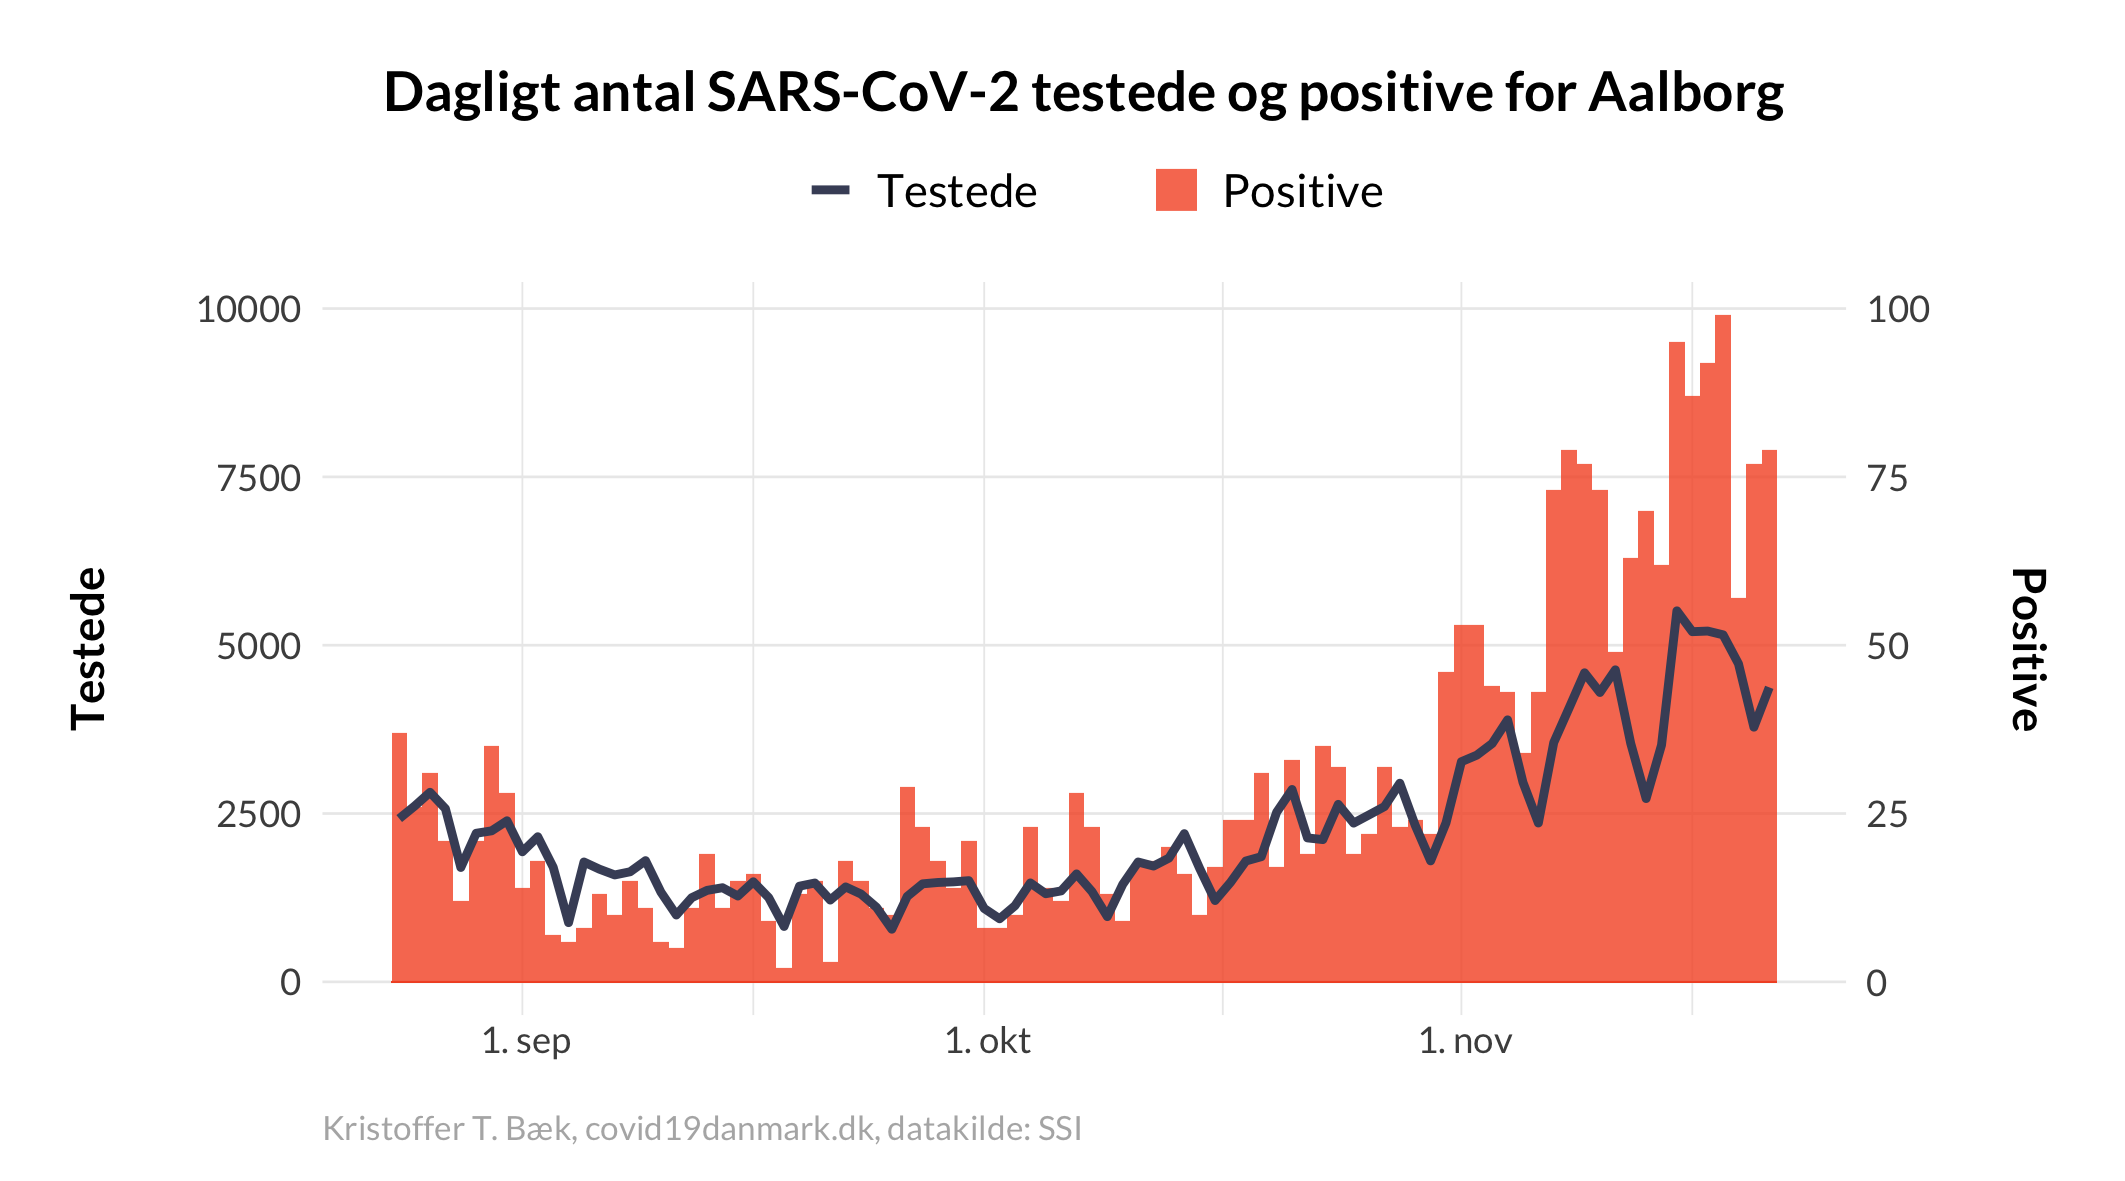 Dagligt antal SARS-CoV-2 testede og positive for Aalborg
Testede Positive
10000 100
7500 75
5000 50
2500 25
0 0
Testede
Positive
1. sep 1. okt 1. nov
Kristoffer T. Bæk, covid19danmark.dk, datakilde: SSI